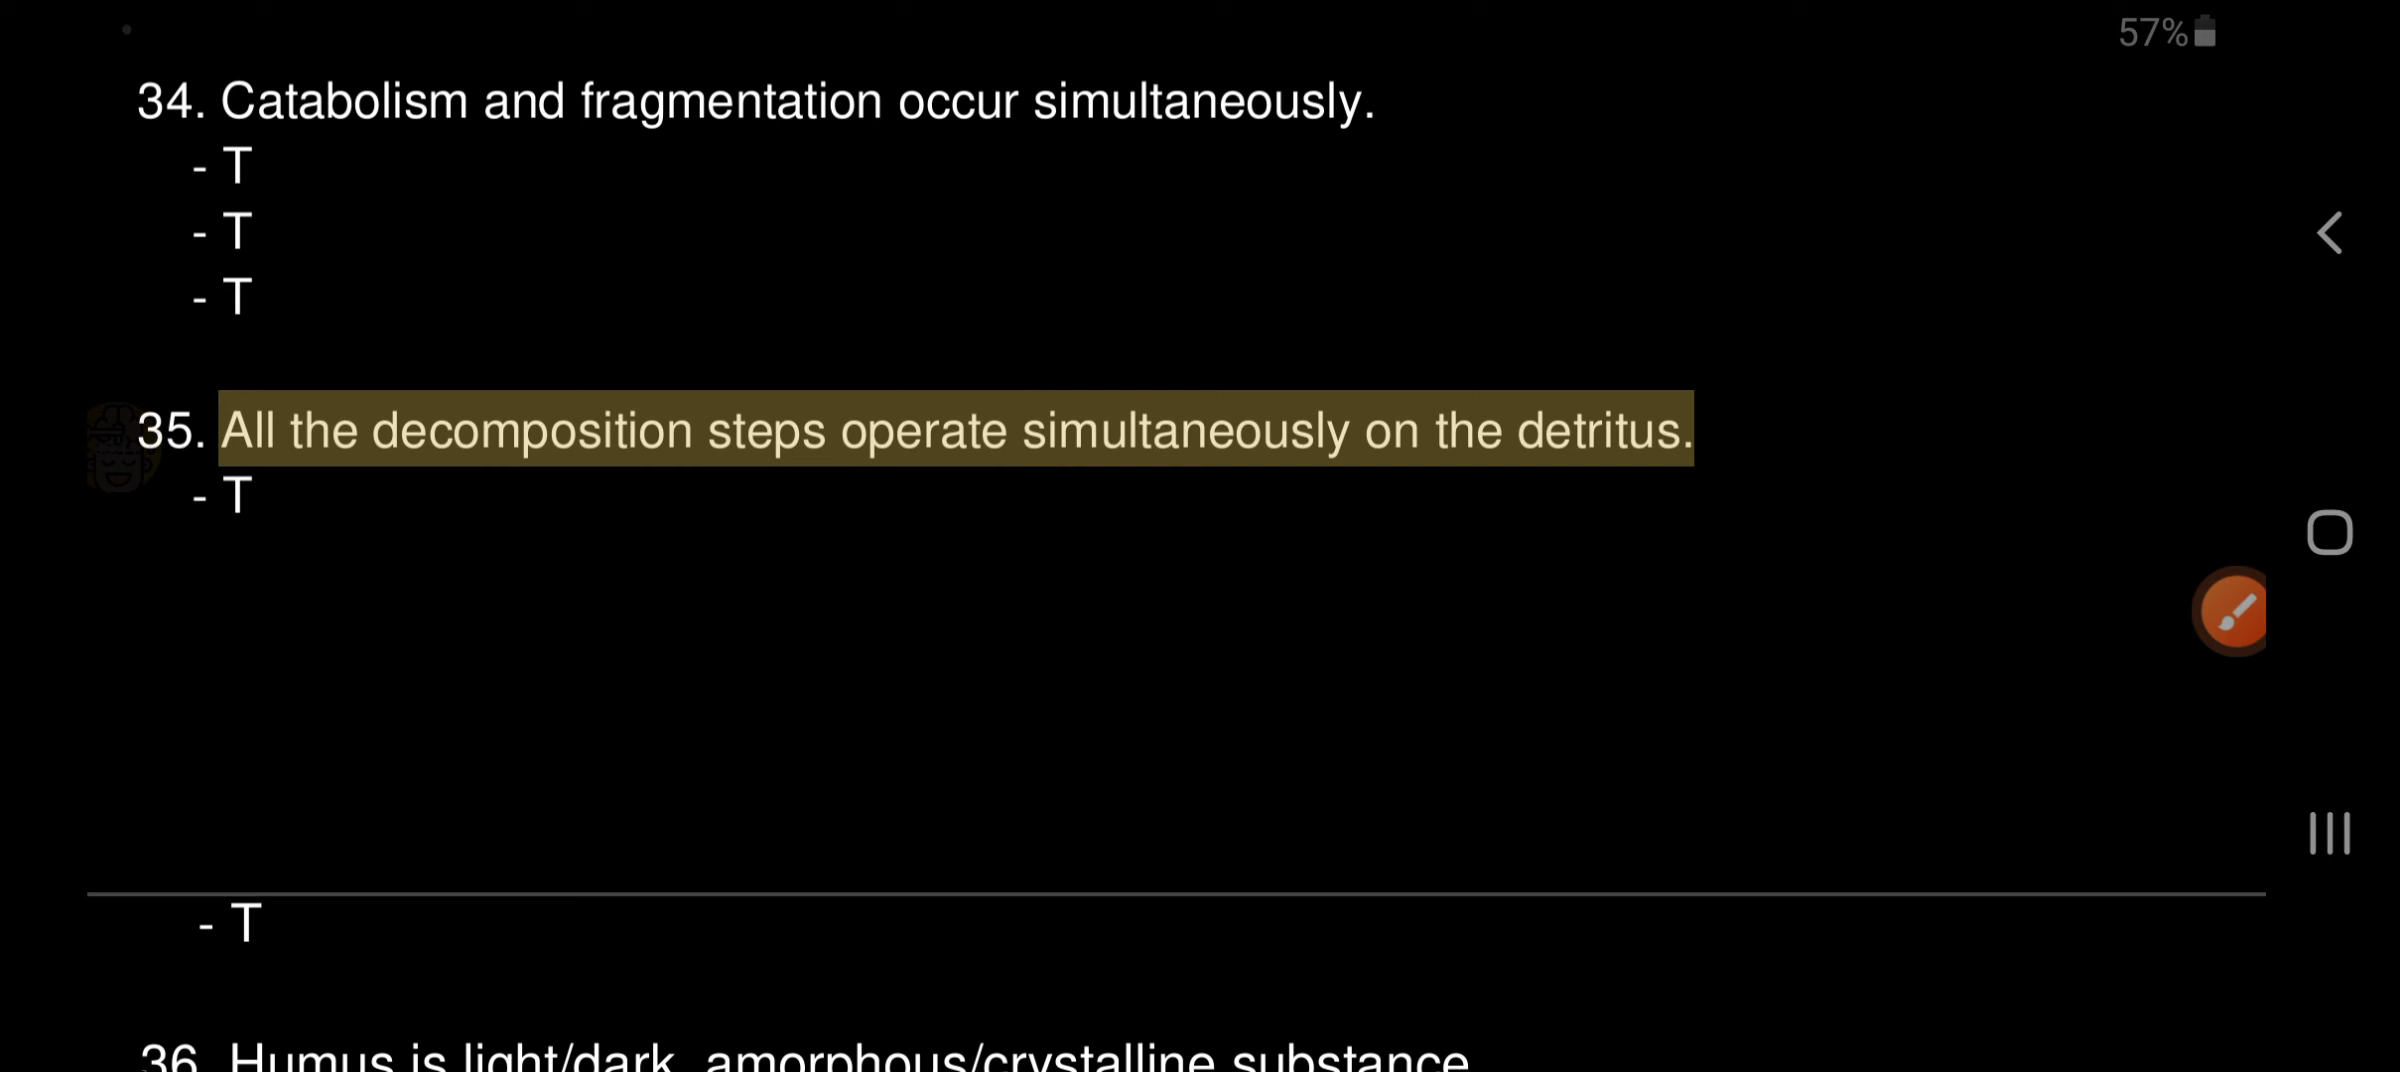 57%
34. Catabolism and fragmentation occur simultaneously.
- T
- T
- T
35. All the decomposition steps operate simultaneously on the detritus.
- T
- T
36. Humus is light/dark, amorphous/crystalline substance